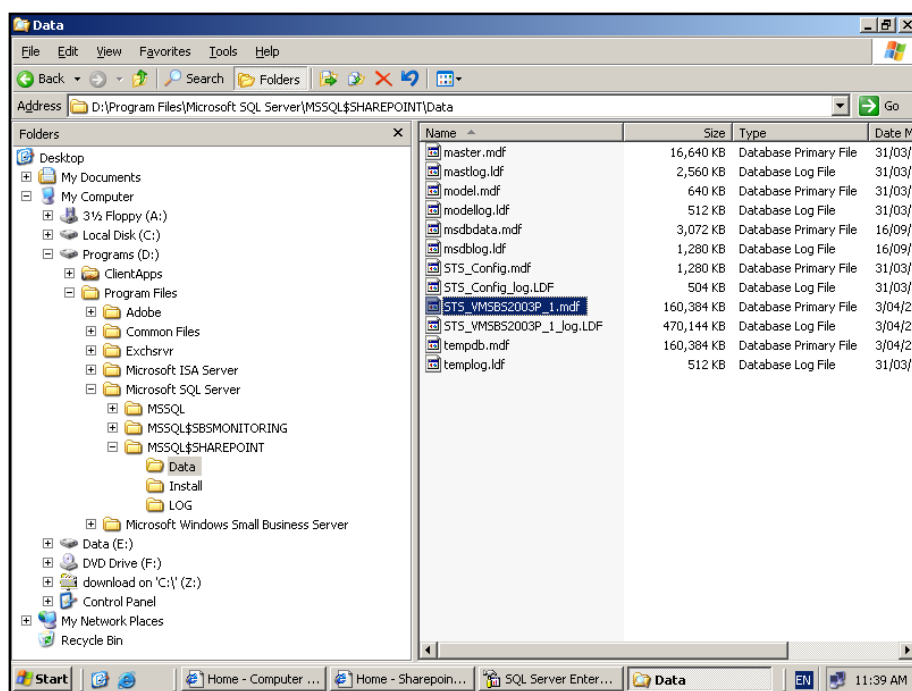 Data
File Edit View Favorites Tools Help
Back Search Folders
Address D:\Program Files\Microsoft SQL Server\MSSQL$SHAREPOINT\Data Go
Folders
Desktop
My Documents
My Computer
3½ Floppy (A:)
Local Disk (C:)
Programs (D:)
ClientApps
Program Files
Adobe
Common Files
Exchsrvr
Microsoft ISA Server
Microsoft SQL Server
MSSQL
MSSQL$SBSMONITORING
MSSQL$SHAREPOINT
Data
Install
LOG
Microsoft Windows Small Business Server
Data (E:)
DVD Drive (F:)
download on 'C:\' (Z:)
Control Panel
My Network Places
Recycle Bin
Name Size Type Date M
master.mdf 16,640 KB Database Primary File 31/03/
mastlog.ldf 2,560 KB Database Log File 31/03/
model.mdf 640 KB Database Primary File 31/03/
modellog.ldf 512 KB Database Log File 31/03/
msdbdata.mdf 3,072 KB Database Primary File 16/09/
msdblog.ldf 1,280 KB Database Log File 16/09/
STS_Config.mdf 1,280 KB Database Primary File 31/03/
STS_Config_log.LDF 504 KB Database Log File 31/03/
STS_VMSBS2003P_1.mdf 160,384 KB Database Primary File 3/04/2
STS_VMSBS2003P_1_log.LDF 470,144 KB Database Log File 3/04/2
tempdb.mdf 160,384 KB Database Primary File 3/04/2
templog.ldf 512 KB Database Log File 31/03/
Start Home - Computer ... Home - Sharepoin... SQL Server Enter... Data EN 11:39 AM